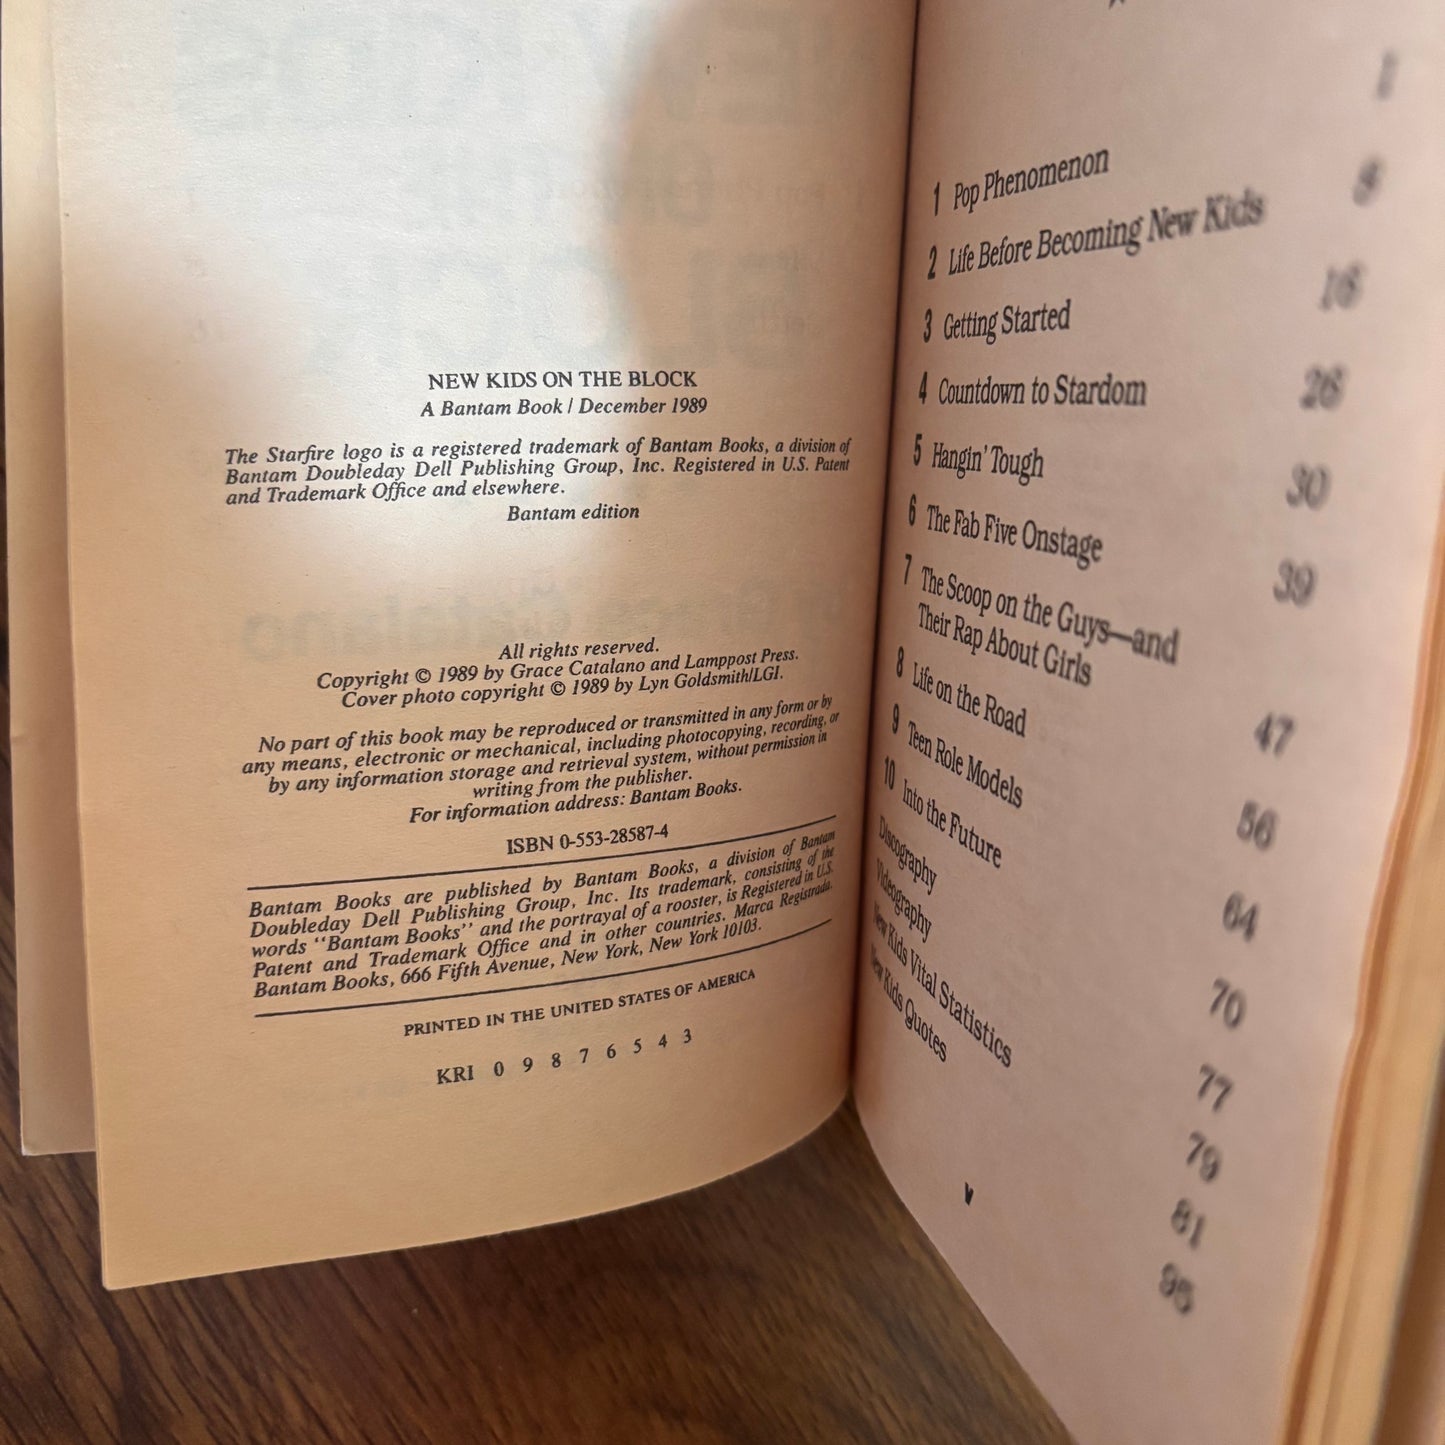 NEW KIDS ON THE BLOCK
A Bantam Book / December 1989
The Starfire logo is a registered trademark of Bantam Books, a division of
Bantam Doubleday Dell Publishing Group, Inc. Registered in U.S. Patent
and Trademark Office and elsewhere.
Bantam edition
All rights reserved.
Copyright © 1989 by Grace Catalano and Lamppost Press.
Cover photo copyright © 1989 by Lyn Goldsmith/LGI.
No part of this book may be reproduced or transmitted in any form or by
any means, electronic or mechanical, including photocopying, recording, or
by any information storage and retrieval system, without permission in
writing from the publisher.
For information address: Bantam Books.
ISBN 0-553-28587-4
Bantam Books are published by Bantam Books, a division of Bantam
Doubleday Dell Publishing Group, Inc. Its trademark, consisting of the
words “Bantam Books” and the portrayal of a rooster, is Registered in U.S.
Patent and Trademark Office and in other countries. Marca Registrada.
Bantam Books, 666 Fifth Avenue, New York, New York 10103.
PRINTED IN THE UNITED STATES OF AMERICA
KRI 0 9 8 7 6 5 4 3
1 Pop Phenomenon 1
2 Life Before Becoming New Kids 8
3 Getting Started 16
4 Countdown to Stardom 26
5 Hangin' Tough 30
6 The Fab Five Onstage 39
7 The Scoop on the Guys—and
Their Rap About Girls 47
8 Life on the Road 56
9 Teen Role Models 64
10 Into the Future 70
Discography 77
Videography 79
New Kids Vital Statistics 81
New Kids Quotes 95
v